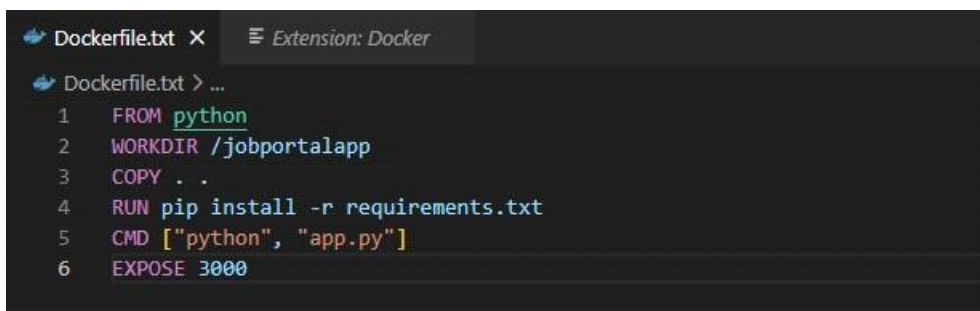 Dockerfile.txt × Extension: Docker
Dockerfile.txt > ...
1 FROM python
2 WORKDIR /jobportalapp
3 COPY . .
4 RUN pip install -r requirements.txt
5 CMD ["python", "app.py"]
6 EXPOSE 3000